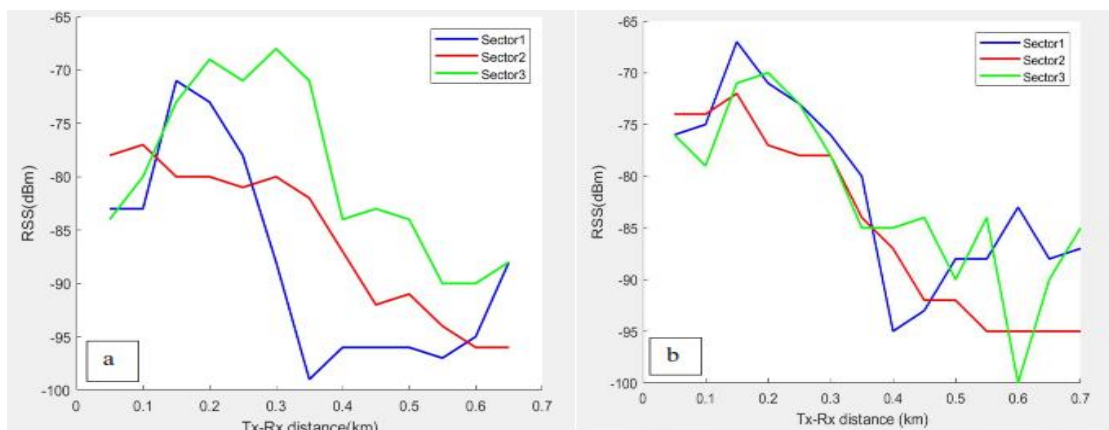 -65
-70
-75
-80
-85
-90
-95
-100
RSS(dBm)
0
0.1
0.2
0.3
0.4
0.5
0.6
0.7
Tx-Rx distance(km)
Sector1
Sector2
Sector3
a
-65
-70
-75
-80
-85
-90
-95
-100
RSS(dBm)
0
0.1
0.2
0.3
0.4
0.5
0.6
0.7
Tx-Rx distance (km)
Sector1
Sector2
Sector3
b